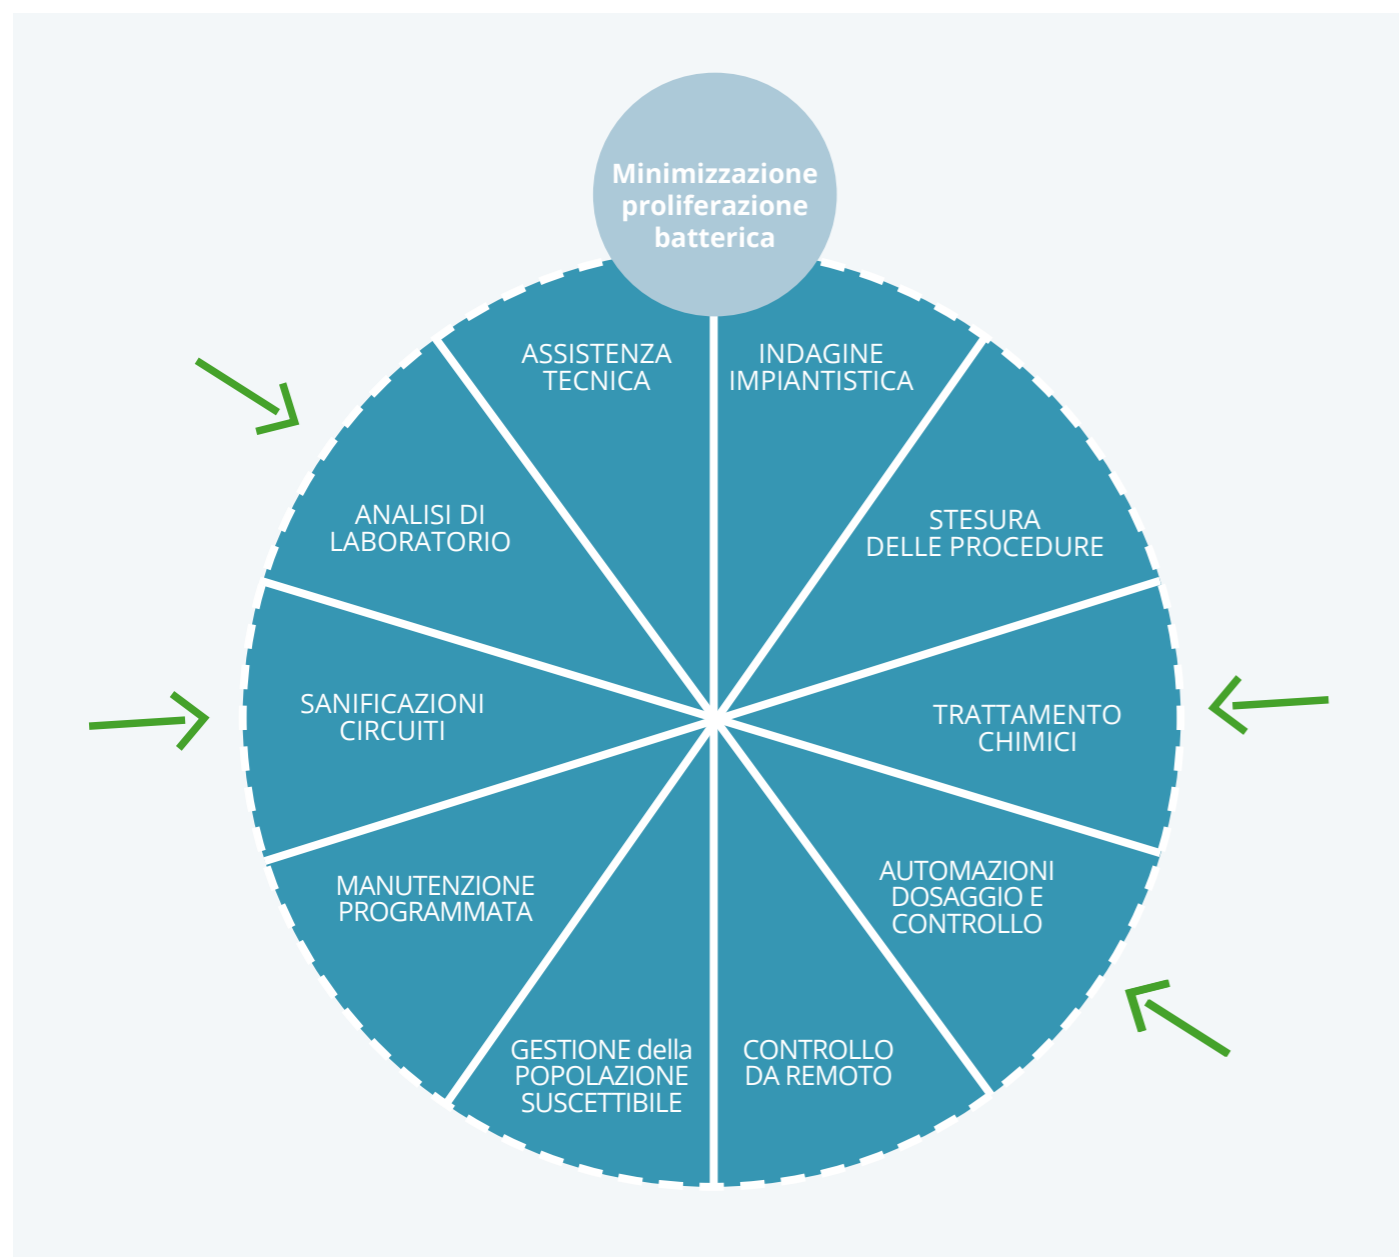 Minimizzazione
proliferazione
batterica
ASSISTENZA
TECNICA
INDAGINE
IMPIANTISTICA
ANALISI DI
LABORATORIO
STESURA
DELLE PROCEDURE
SANIFICAZIONI
CIRCUITI
TRATTAMENTO
CHIMICI
MANUTENZIONE
PROGRAMMATA
AUTOMAZIONI
DOSAGGIO E
CONTROLLO
GESTIONE della
POPOLAZIONE
SUSCETTIBILE
CONTROLLO
DA REMOTO